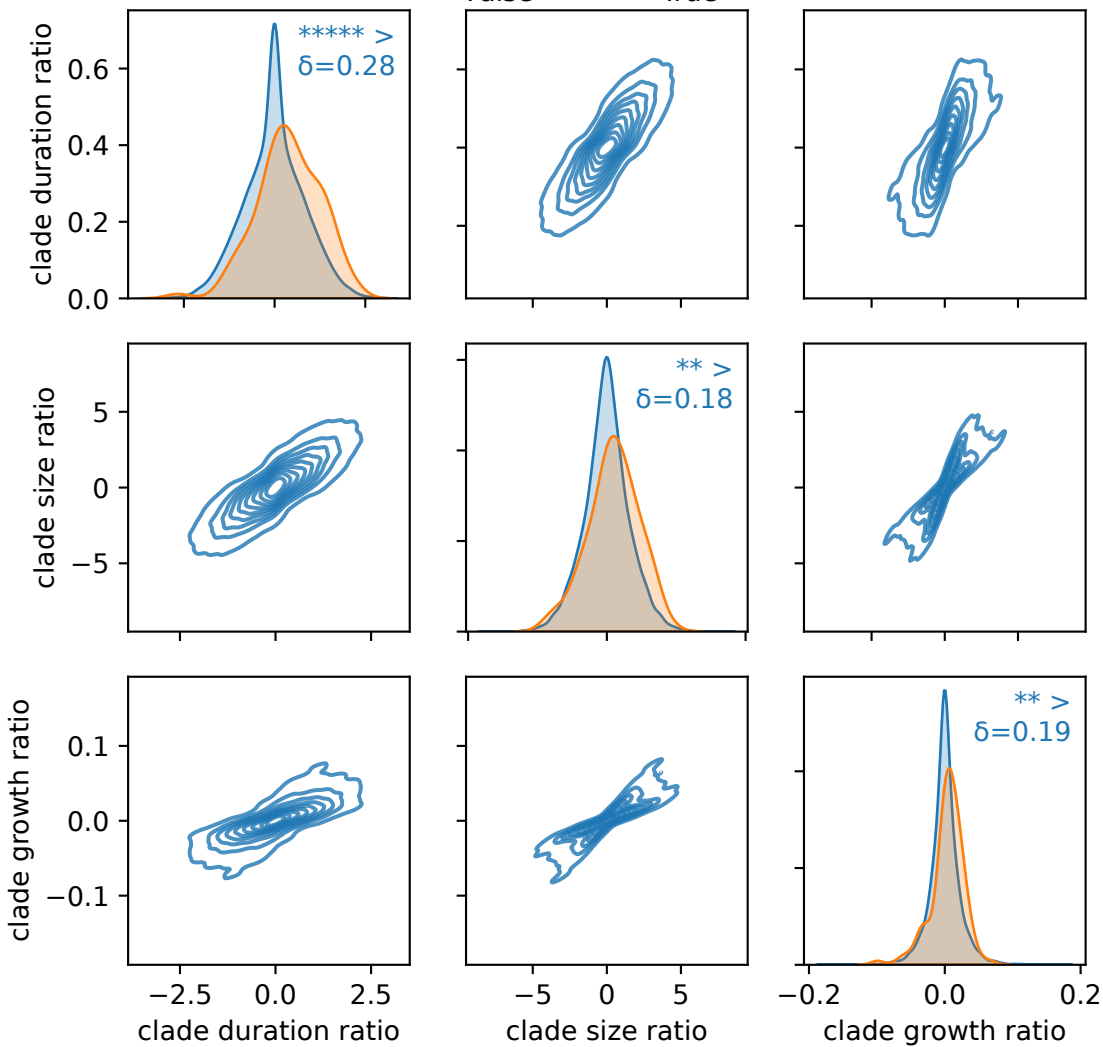 clade duration ratio
0.6
0.4
0.2
0.0
***** >
δ=0.28
clade size ratio
5
0
−5
** >
δ=0.18
clade growth ratio
0.1
0.0
−0.1
** >
δ=0.19
−2.5 0.0 2.5
−5 0 5
−0.2 0.0 0.2
clade duration ratio
clade size ratio
clade growth ratio